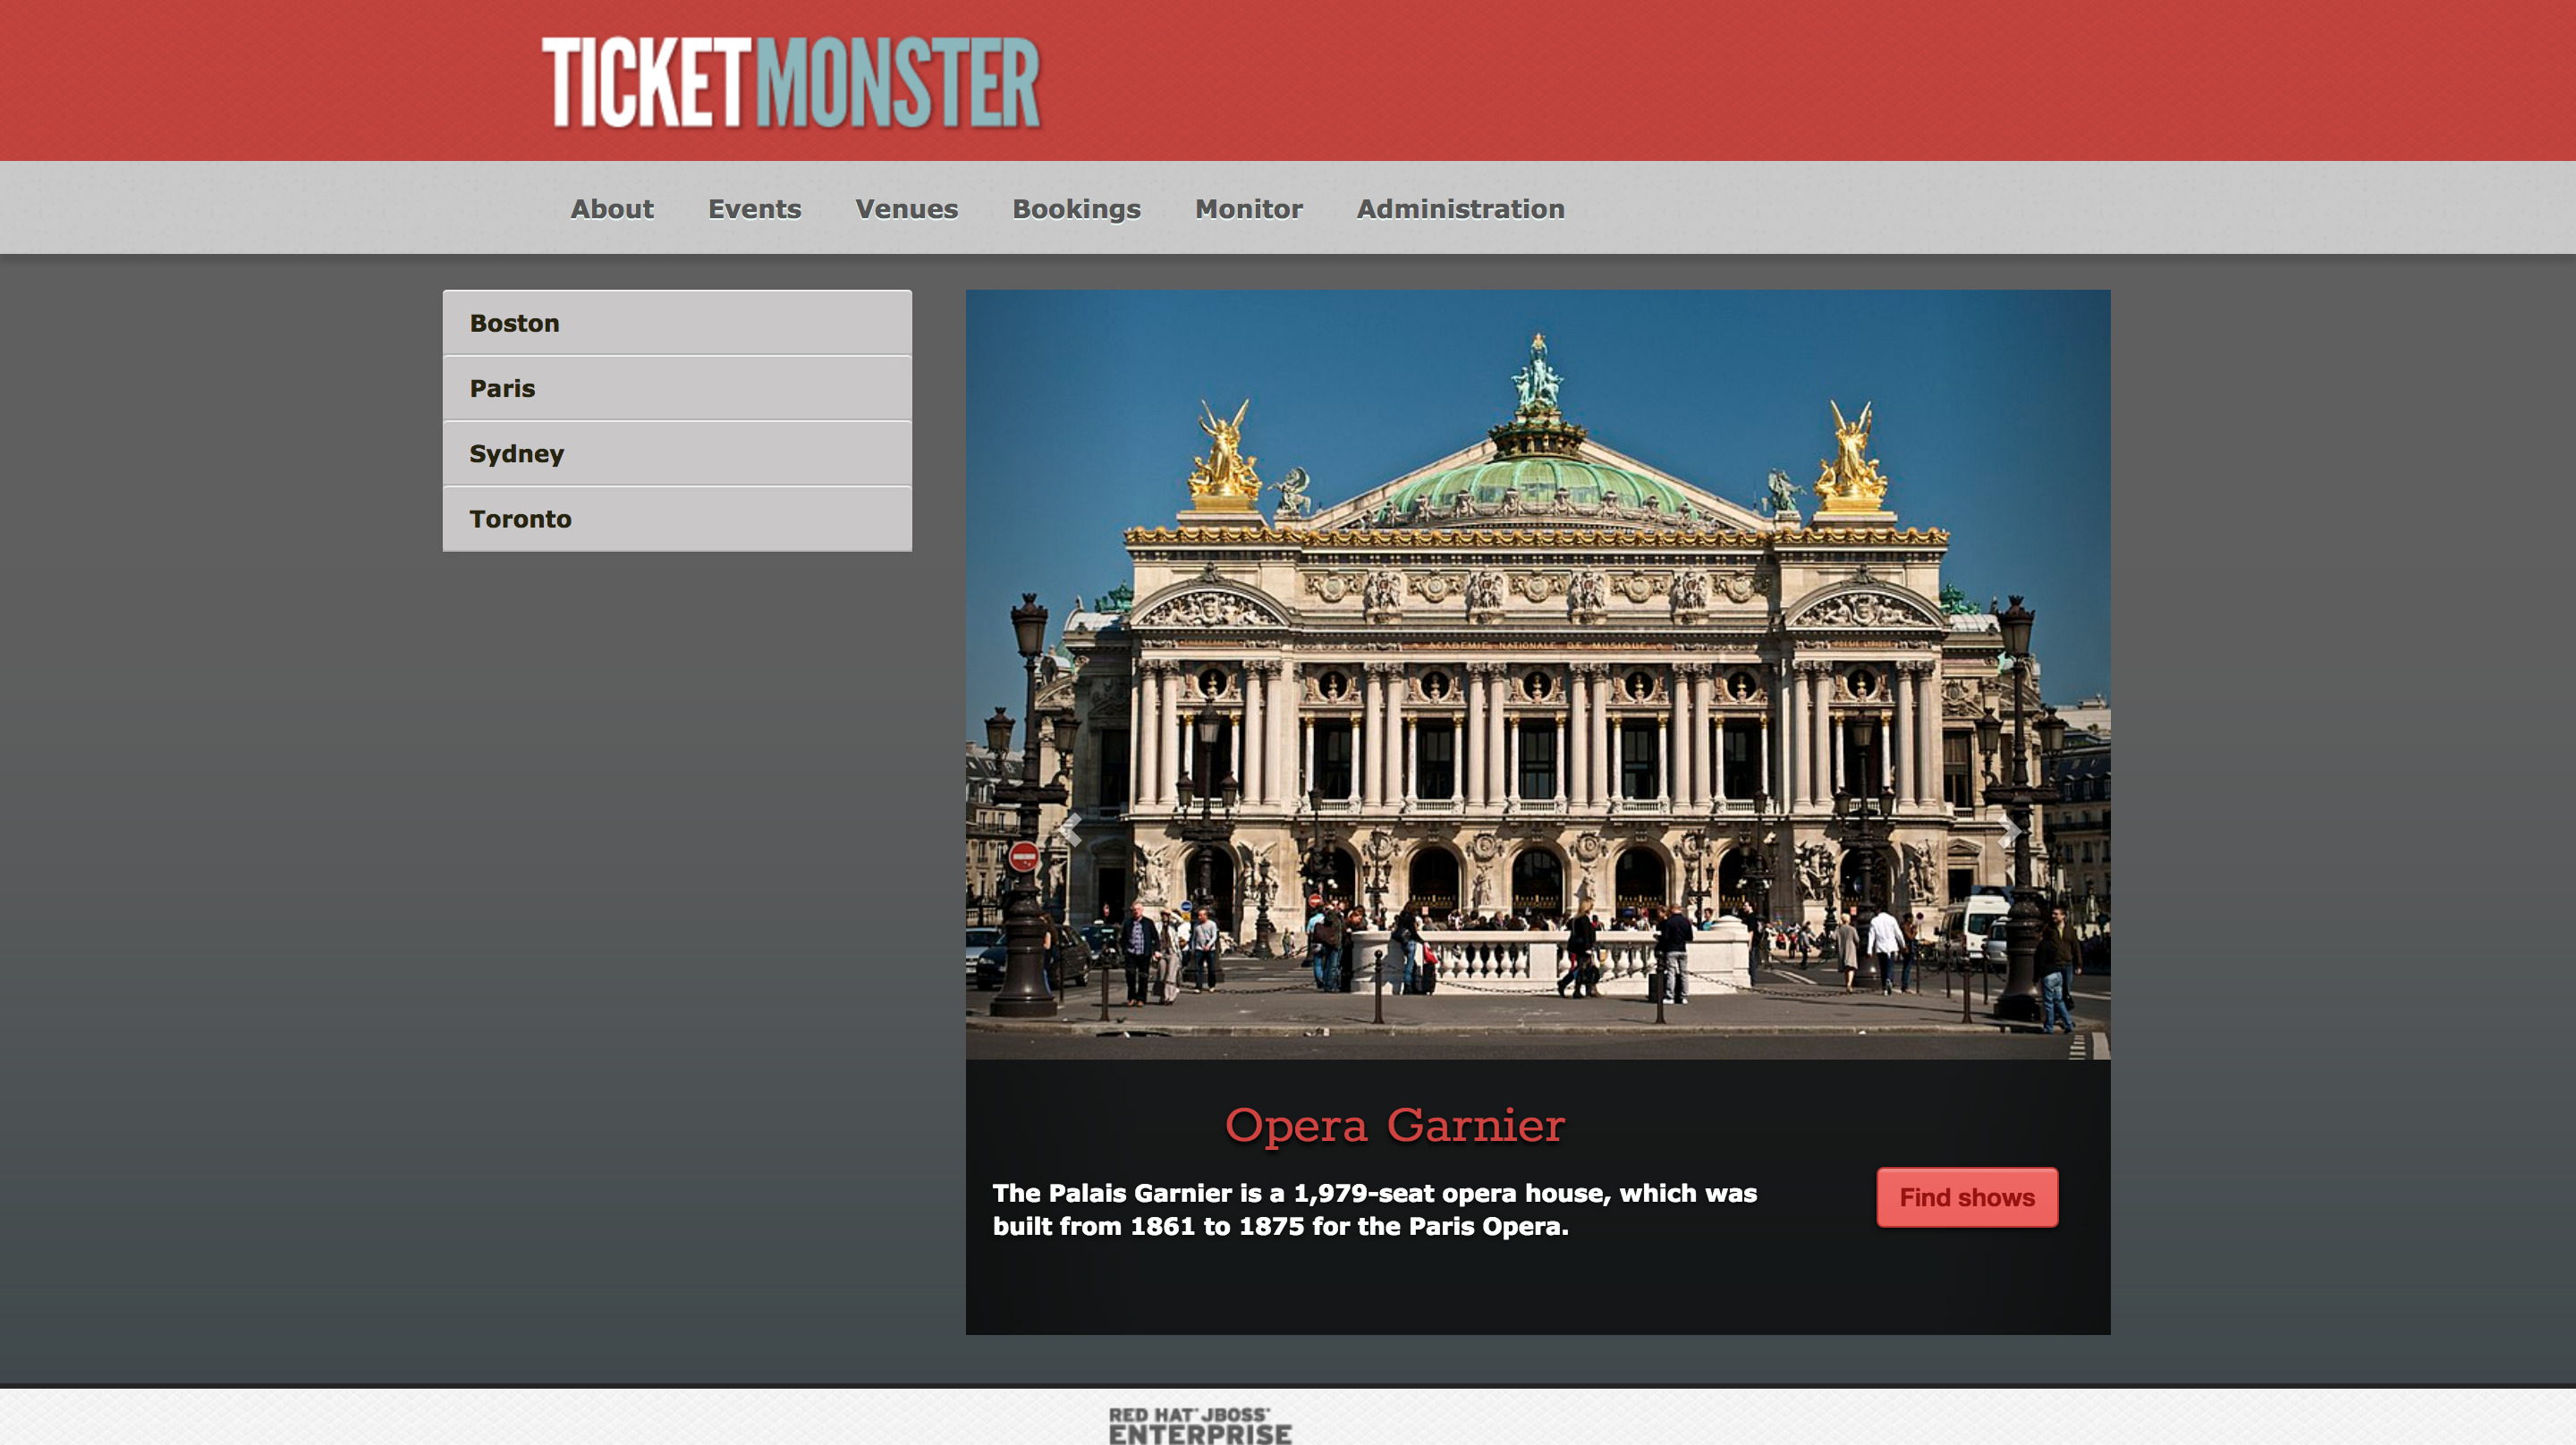 TICKETMONSTER
About Events Venues Bookings Monitor Administration
Boston
Paris
Sydney
Toronto
ACADEMIE NATIONALE DE MUSIQUE
Opera Garnier
The Palais Garnier is a 1,979-seat opera house, which was
built from 1861 to 1875 for the Paris Opera.
Find shows
RED HAT® JBOSS®
ENTERPRISE